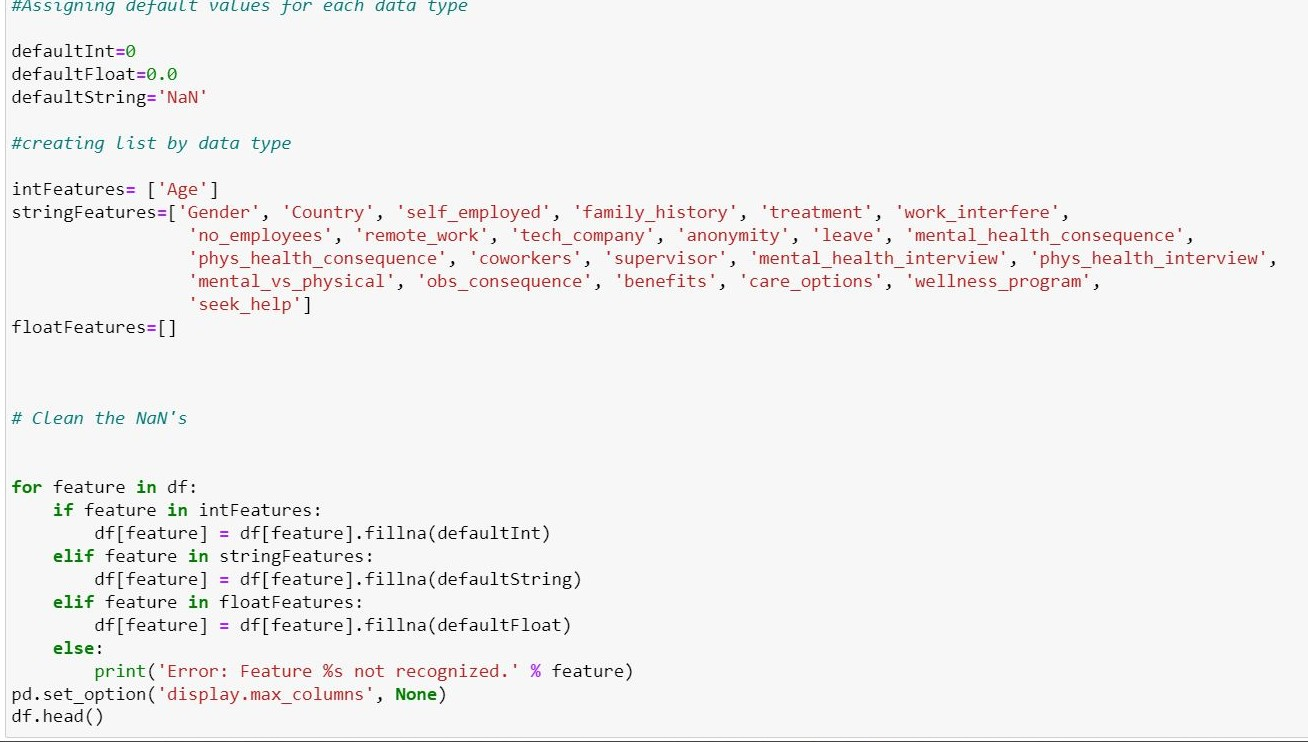 #Assigning default values for each data type
defaultInt=0
defaultFloat=0.0
defaultString='NaN'
#creating list by data type
intFeatures= ['Age']
stringFeatures=['Gender', 'Country', 'self_employed', 'family_history', 'treatment', 'work_interfere',
                 'no_employees', 'remote_work', 'tech_company', 'anonymity', 'leave', 'mental_health_consequence',
                 'phys_health_consequence', 'coworkers', 'supervisor', 'mental_health_interview', 'phys_health_interview',
                 'mental_vs_physical', 'obs_consequence', 'benefits', 'care_options', 'wellness_program',
                 'seek_help']
floatFeatures=[]
# Clean the NaN's
for feature in df:
    if feature in intFeatures:
        df[feature] = df[feature].fillna(defaultInt)
    elif feature in stringFeatures:
        df[feature] = df[feature].fillna(defaultString)
    elif feature in floatFeatures:
        df[feature] = df[feature].fillna(defaultFloat)
    else:
        print('Error: Feature %s not recognized.' % feature)
pd.set_option('display.max_columns', None)
df.head()